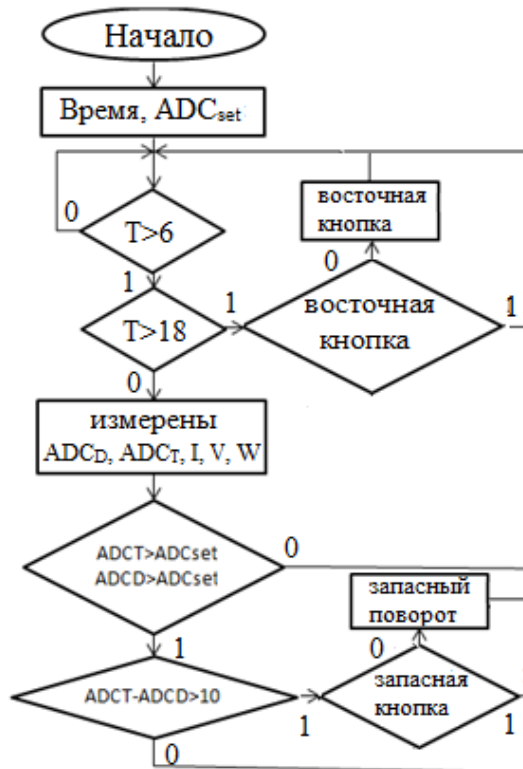 Начало
Время, ADCset
0
T>6
1
T>18
1
восточная
кнопка
0
восточная
кнопка
1
0
измерены
ADCD, ADCT, I, V, W
ADCT>ADCset
ADCD>ADCset
0
1
ADCT-ADCD>10
1
запасный
поворот
0
запасная
кнопка
1
0